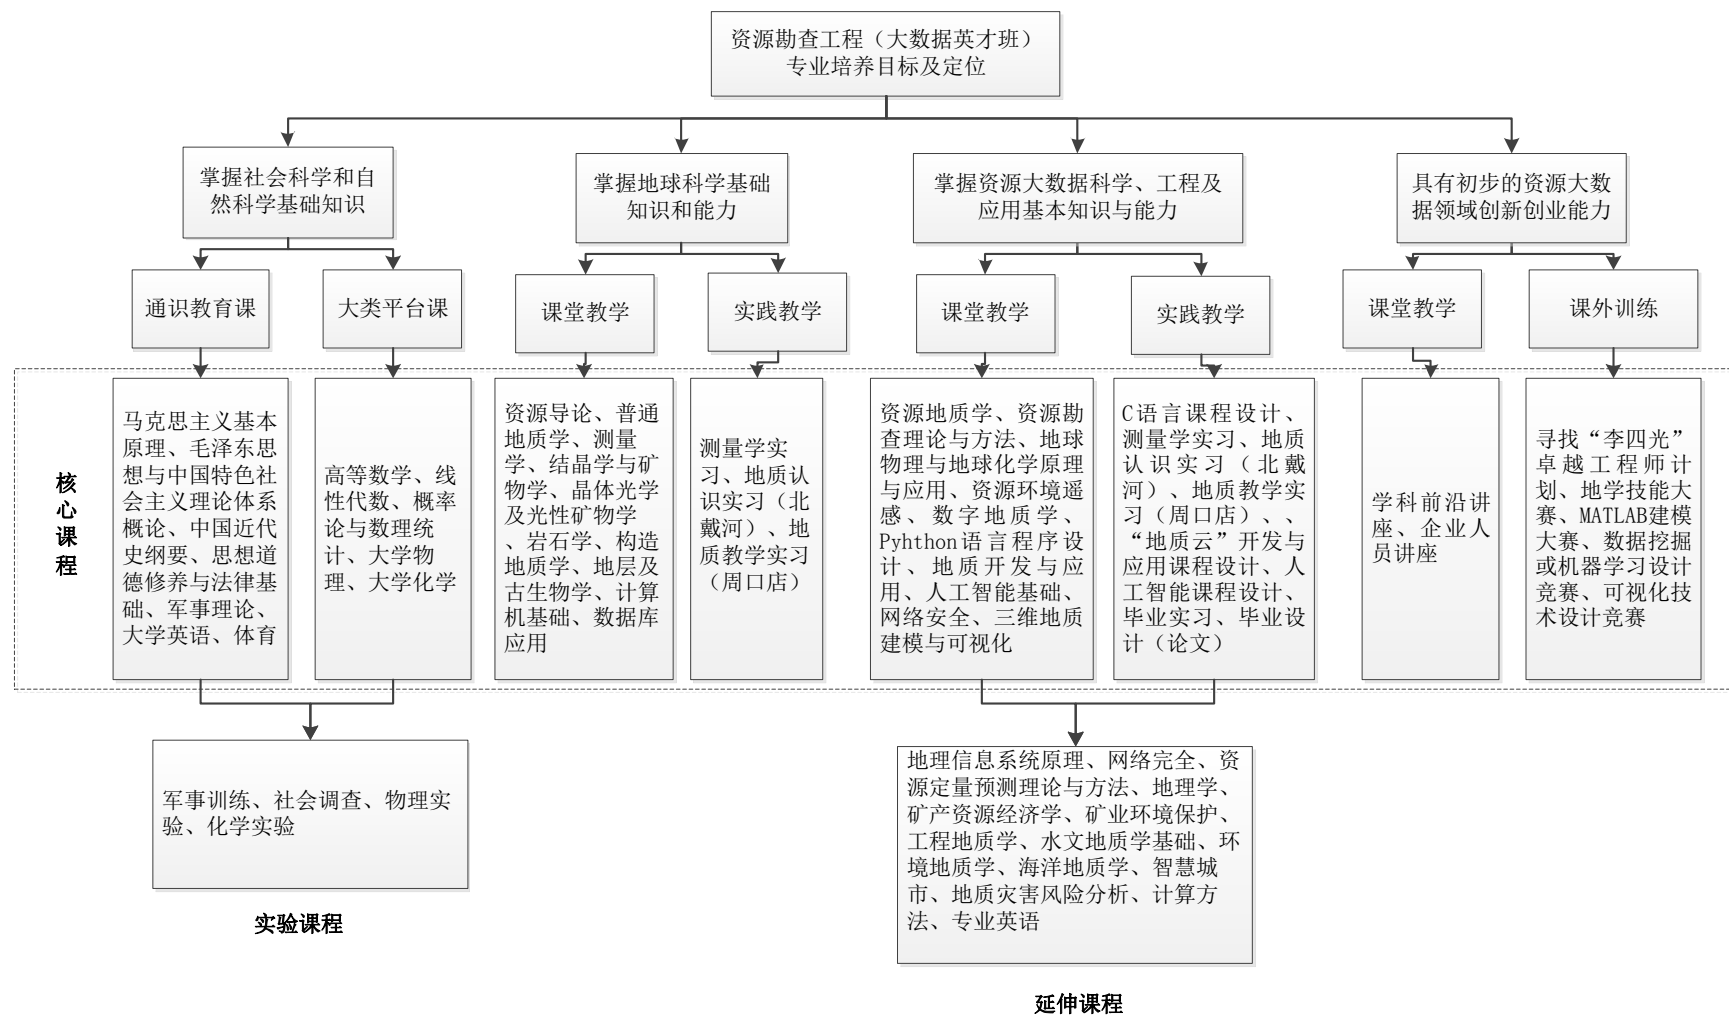 资源勘查工程（大数据英才班）
专业培养目标及定位
掌握社会科学和自
然科学基础知识
掌握地球科学基础
知识和能力
掌握资源大数据科学、工程及
应用基本知识与能力
具有初步的资源大数
据领域创新创业能力
通识教育课
大类平台课
课堂教学
实践教学
课堂教学
实践教学
课堂教学
课外训练
核
心
课
程
马克思主义基本
原理、毛泽东思
想与中国特色社
会主义理论体系
概论、中国近代
史纲要、思想道
德修养与法律基
础、军事理论、
大学英语、体育
高等数学、线
性代数、概率
论与数理统
计、大学物
理、大学化学
资源导论、普通
地质学、测量
学、结晶学与矿
物学、晶体光学
及光性矿物学
、岩石学、构造
地质学、地层及
古生物学、计算
机基础、数据库
应用
测量学实
习、地质认
识实习（北
戴河）、地
质教学实习
（周口店）
资源地质学、资源勘
查理论与方法、地球
物理与地球化学原理
与应用、资源环境遥
感、数字地质学、
Pyhthon语言程序设
计、地质开发与应
用、人工智能基础、
网络安全、三维地质
建模与可视化
C语言课程设计、
测量学实习、地质
认识实习（北戴
河）、地质教学实
习（周口店）、、
“地质云”开发与
应用课程设计、人
工智能课程设计、
毕业实习、毕业设
计（论文）
学科前沿讲
座、企业人
员讲座
寻找“李四光”
卓越工程师计
划、地学技能大
赛、MATLAB建模
大赛、数据挖掘
或机器学习设计
竞赛、可视化技
术设计竞赛
军事训练、社会调查、物理实
验、化学实验
实验课程
地理信息系统原理、网络完全、资
源定量预测理论与方法、地理学、
矿产资源经济学、矿业环境保护、
工程地质学、水文地质学基础、环
境地质学、海洋地质学、智慧城
市、地质灾害风险分析、计算方
法、专业英语
延伸课程